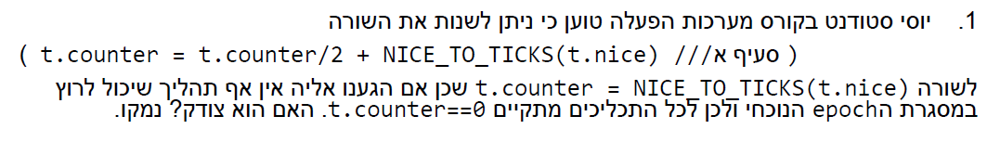 1. יוסי סטודנט בקורס מערכות הפעלה טוען כי ניתן לשנות את השורה
( t.counter = t.counter/2 + NICE_TO_TICKS(t.nice) ///סעיף א )
לשורה t.counter = NICE_TO_TICKS(t.nice) שכן אם הגענו אליה אין אף תהליך שיכול לרוץ
במסגרת הepoch הנוכחי ולכן לכל התכליכים מתקיים t.counter==0. האם הוא צודק? נמקו.